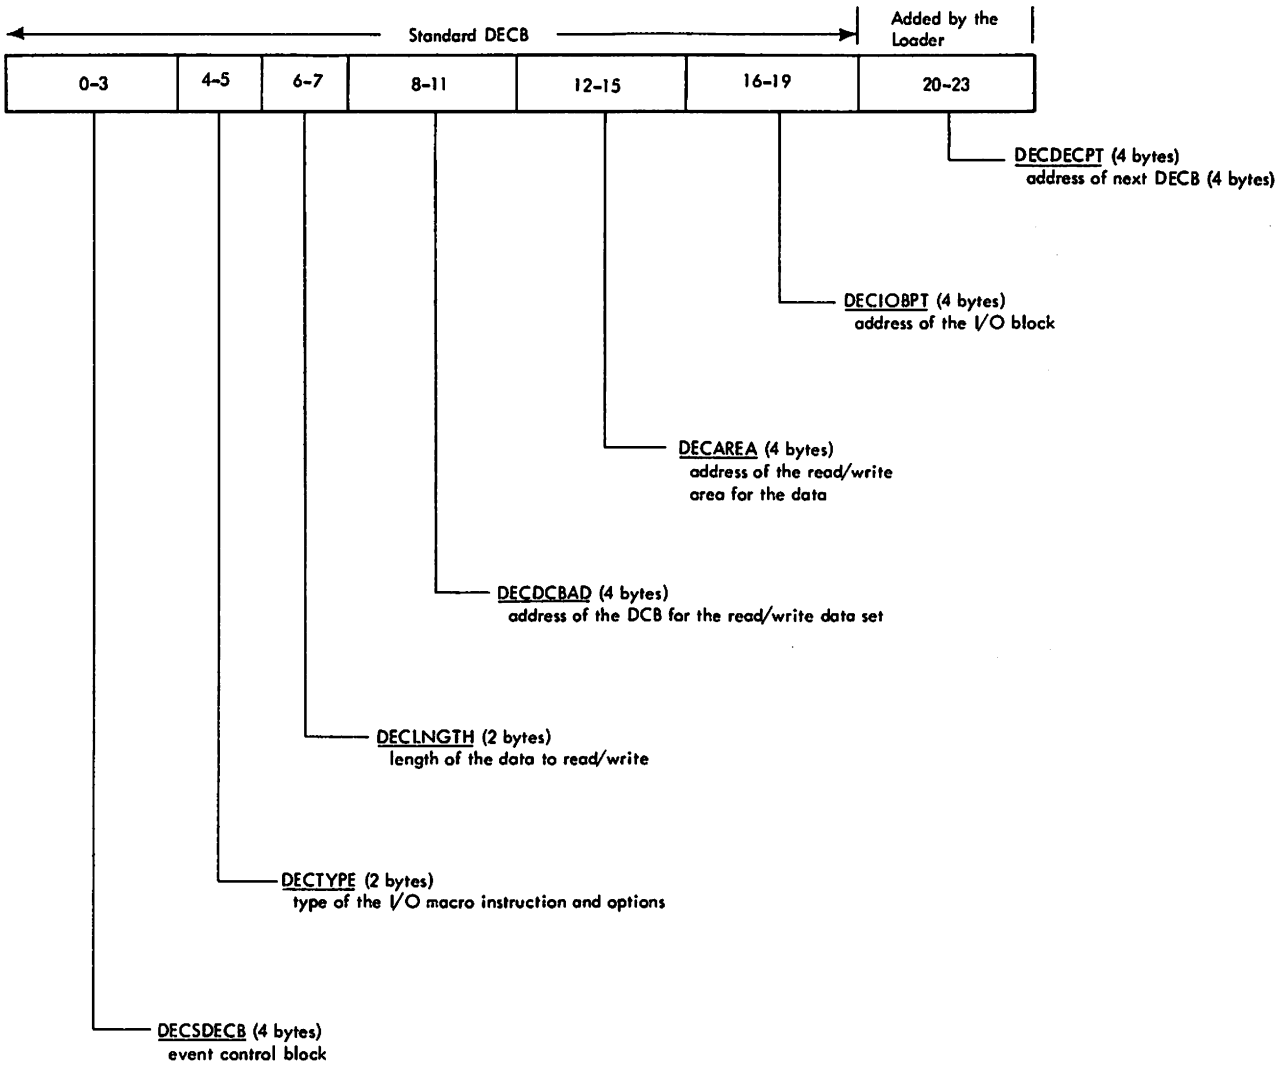 Standard DECB
Added by the
Loader
0-3
4-5
6-7
8-11
12-15
16-19
20-23
DECDECPT (4 bytes)
address of next DECB (4 bytes)
DECIOBPT (4 bytes)
address of the I/O block
DECAREA (4 bytes)
address of the read/write
area for the data
DECDCBAD (4 bytes)
address of the DCB for the read/write data set
DECLNGTH (2 bytes)
length of the data to read/write
DECTYPE (2 bytes)
type of the I/O macro instruction and options
DECSDECB (4 bytes)
event control block